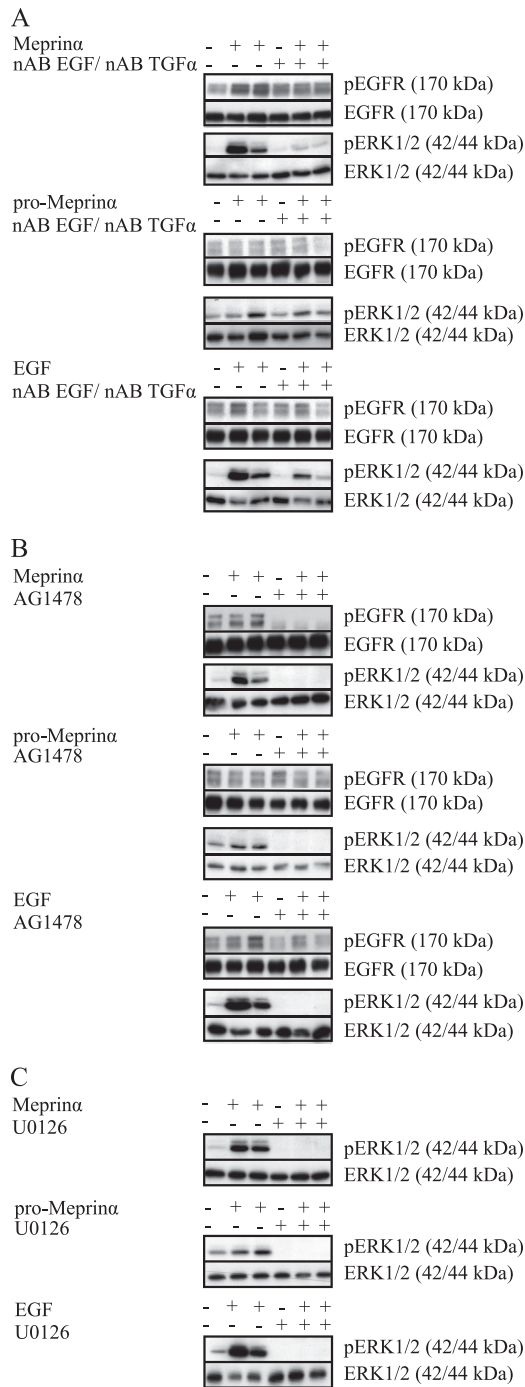 A
Meprinα - + + - + +
nAB EGF/ nAB TGFα - - - + + +
pEGFR (170 kDa)
EGFR (170 kDa)
pERK1/2 (42/44 kDa)
ERK1/2 (42/44 kDa)
pro-Meprinα - + + - + +
nAB EGF/ nAB TGFα - - - + + +
pEGFR (170 kDa)
EGFR (170 kDa)
pERK1/2 (42/44 kDa)
ERK1/2 (42/44 kDa)
EGF - + + - + +
nAB EGF/ nAB TGFα - - - + + +
pEGFR (170 kDa)
EGFR (170 kDa)
pERK1/2 (42/44 kDa)
ERK1/2 (42/44 kDa)
B
Meprinα - + + - + +
AG1478 - - - + + +
pEGFR (170 kDa)
EGFR (170 kDa)
pERK1/2 (42/44 kDa)
ERK1/2 (42/44 kDa)
pro-Meprinα - + + - + +
AG1478 - - - + + +
pEGFR (170 kDa)
EGFR (170 kDa)
pERK1/2 (42/44 kDa)
ERK1/2 (42/44 kDa)
EGF - + + - + +
AG1478 - - - + + +
pEGFR (170 kDa)
EGFR (170 kDa)
pERK1/2 (42/44 kDa)
ERK1/2 (42/44 kDa)
C
Meprinα - + + - + +
U0126 - - - + + +
pERK1/2 (42/44 kDa)
ERK1/2 (42/44 kDa)
pro-Meprinα - + + - + +
U0126 - - - + + +
pERK1/2 (42/44 kDa)
ERK1/2 (42/44 kDa)
EGF - + + - + +
U0126 - - - + + +
pERK1/2 (42/44 kDa)
ERK1/2 (42/44 kDa)